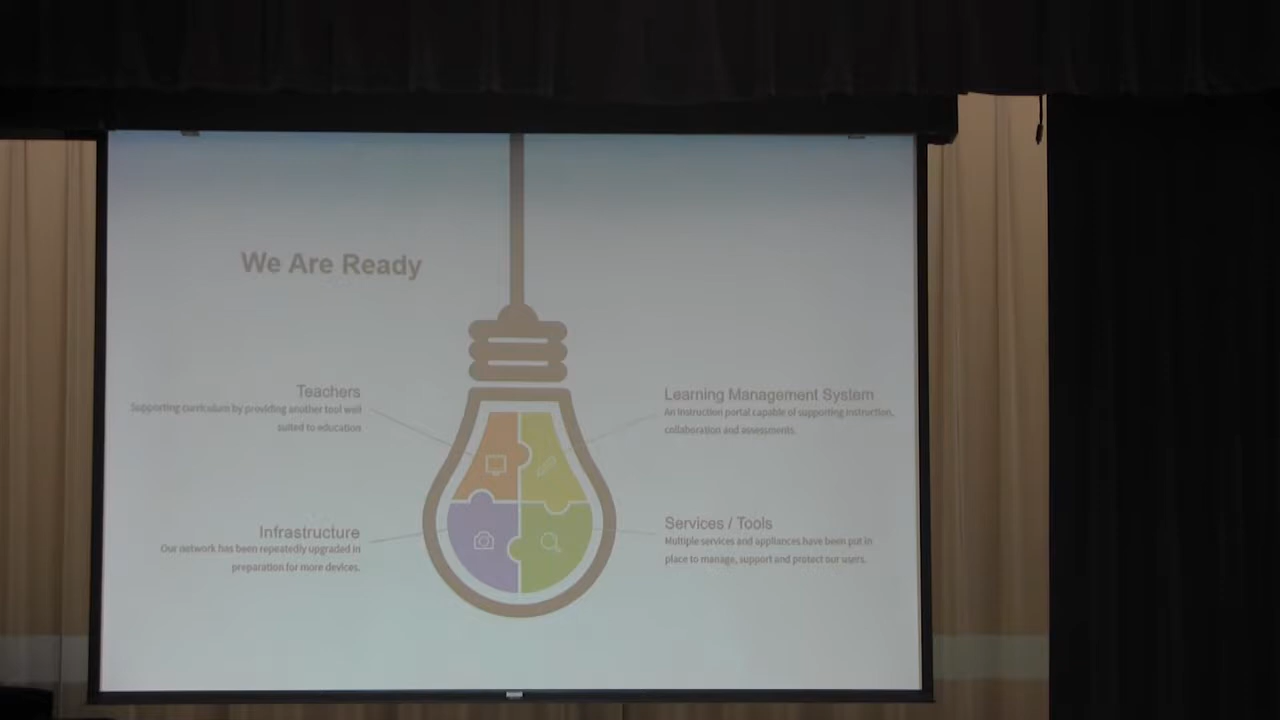 We Are Ready
Teachers
Supporting curriculum by providing another tool well
suited to education
Learning Management System
An instruction portal capable of supporting instruction,
collaboration and assessments.
Infrastructure
Our network has been repeatedly upgraded in
preparation for more devices.
Services / Tools
Multiple services and appliances have been put in
place to manage, support and protect our users.